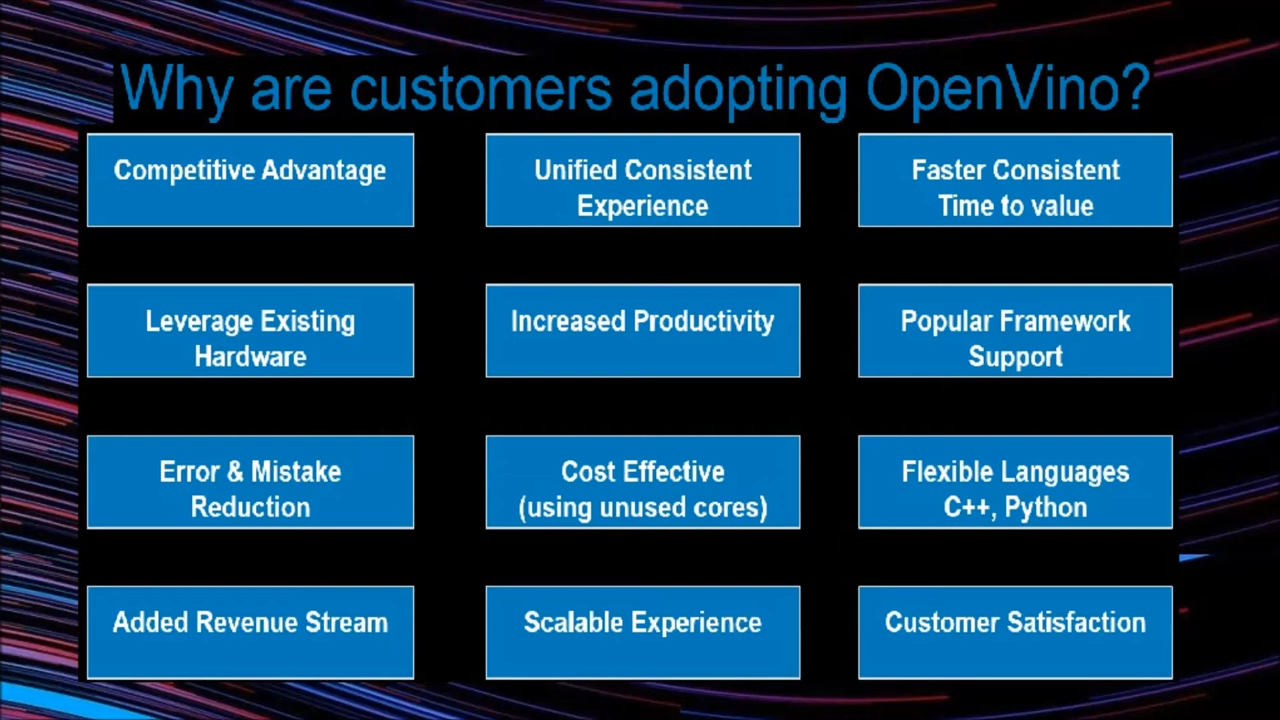 Why are customers adopting OpenVino?
Competitive Advantage
Unified Consistent
Experience
Faster Consistent
Time to value
Leverage Existing
Hardware
Increased Productivity
Popular Framework
Support
Error & Mistake
Reduction
Cost Effective
(using unused cores)
Flexible Languages
C++, Python
Added Revenue Stream
Scalable Experience
Customer Satisfaction